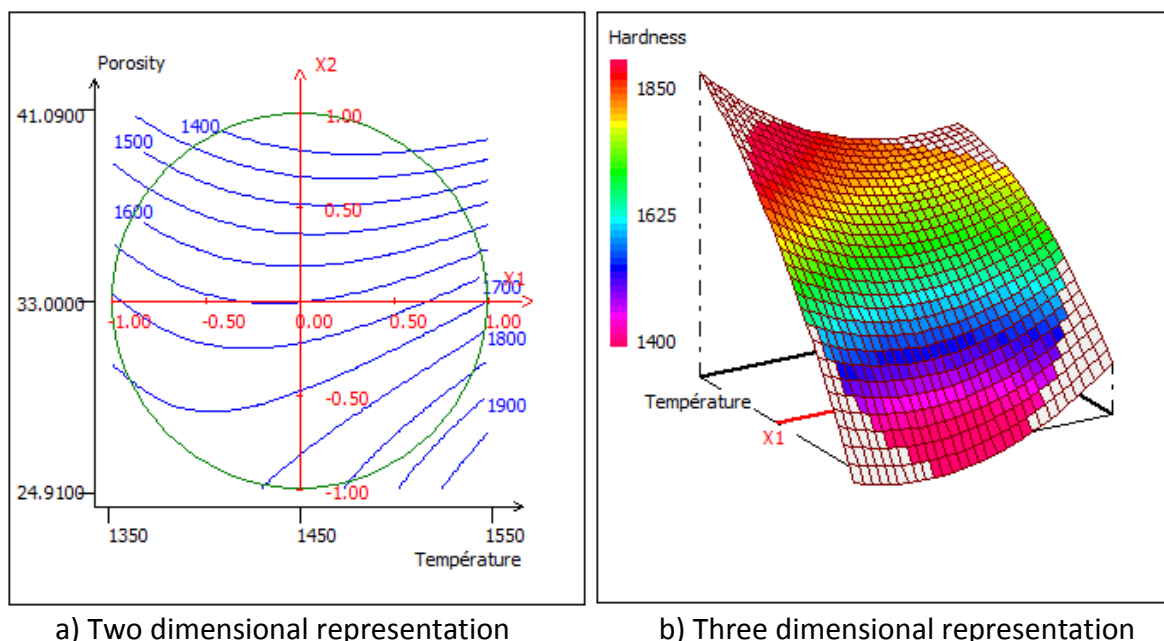 Porosity
X2
41.0900
1.00
1400
1500
0.50
1600
X1
1700
33.0000
-1.00
-0.50
0.00
0.50
1.00
1800
-0.50
1900
24.9100
-1.00
1350
1450
1550
Température
Hardness
1850
1625
1400
Température
X1
a) Two dimensional representation
b) Three dimensional representation